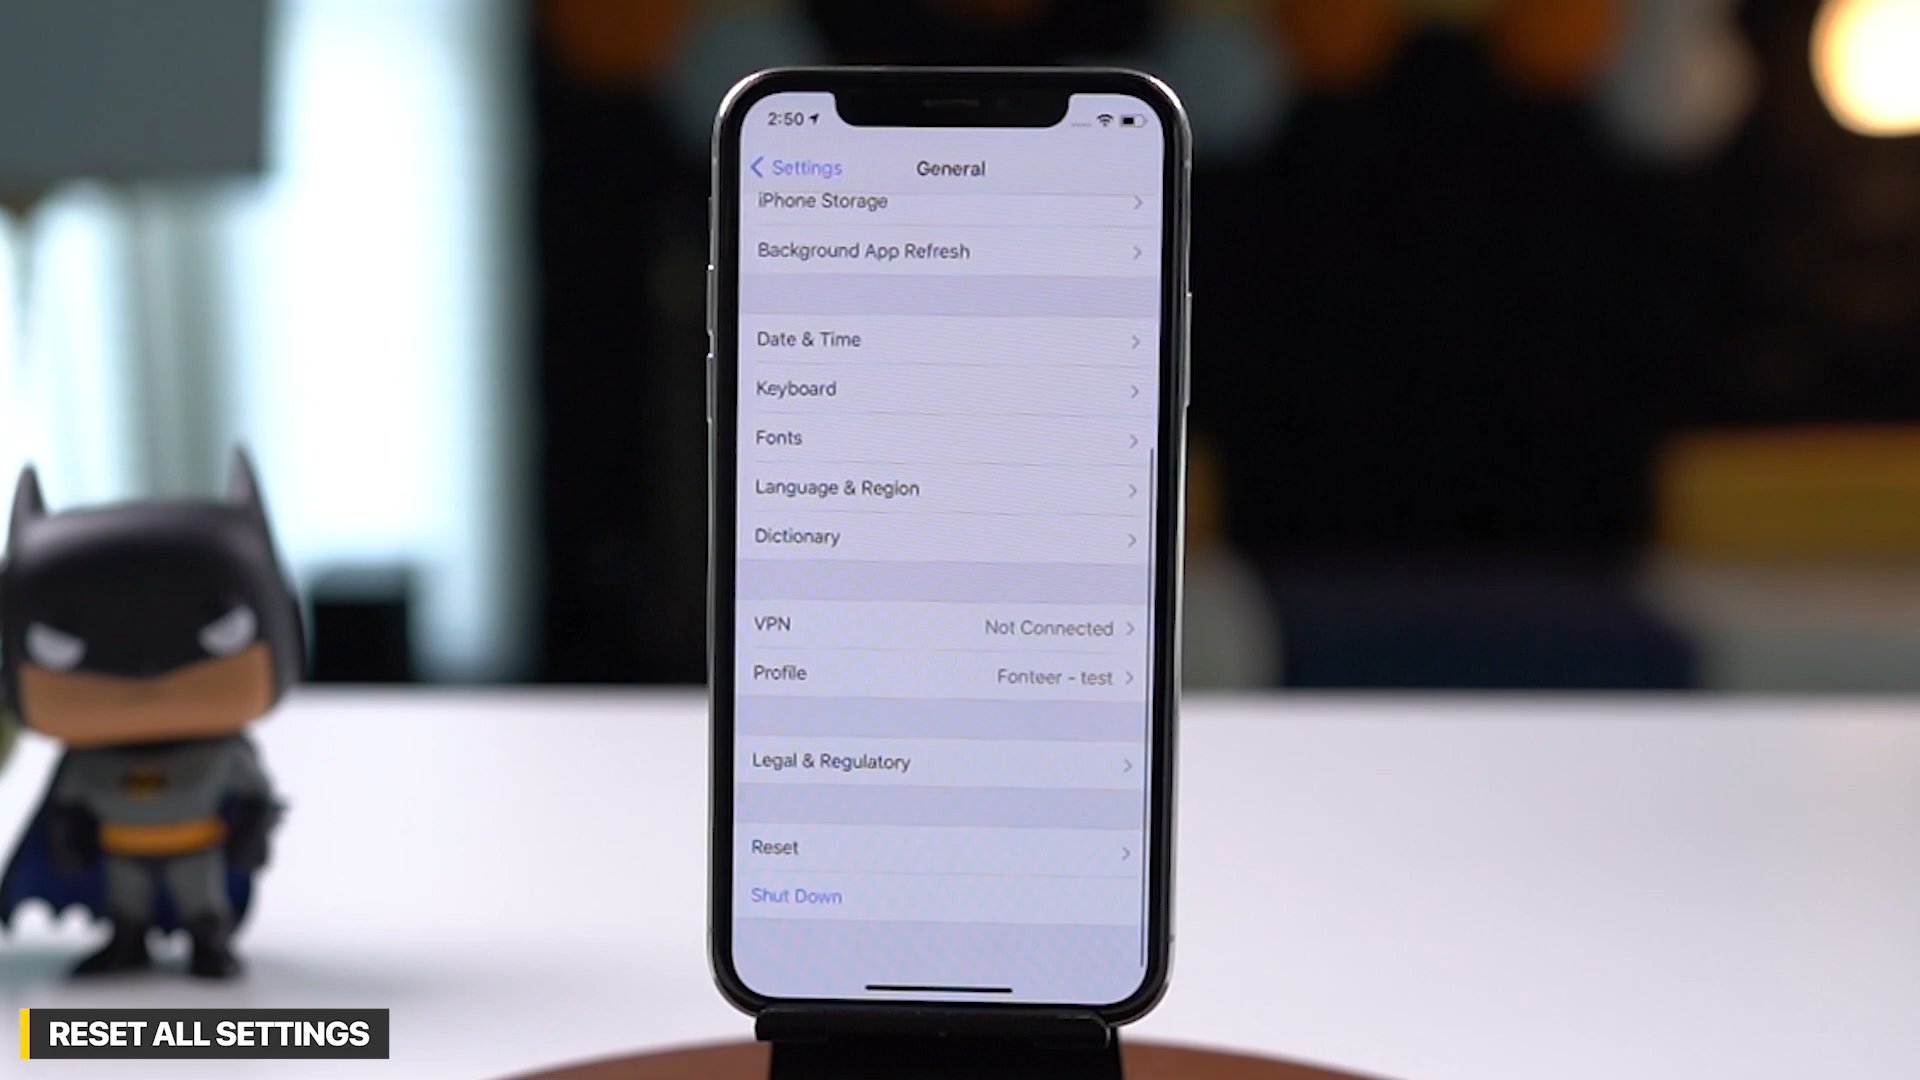 2:50
Settings
General
iPhone Storage
Background App Refresh
Date & Time
Keyboard
Fonts
Language & Region
Dictionary
VPN
Not Connected
Profile
Fonteer - test
Legal & Regulatory
Reset
Shut Down
RESET ALL SETTINGS